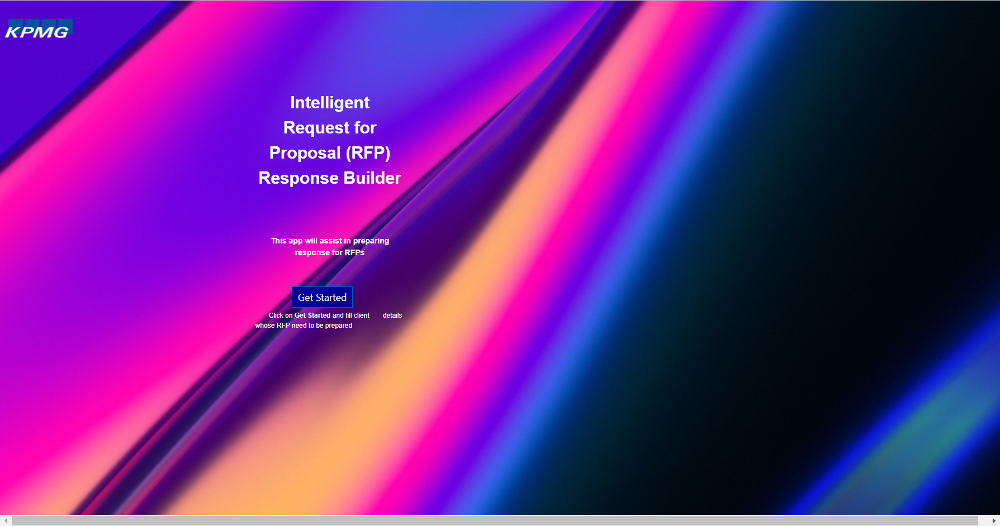 KPMG
Intelligent
Request for
Proposal (RFP)
Response Builder
This app will assist in preparing
response for RFPs
Get Started
Click on Get Started and fill client details
whose RFP need to be prepared